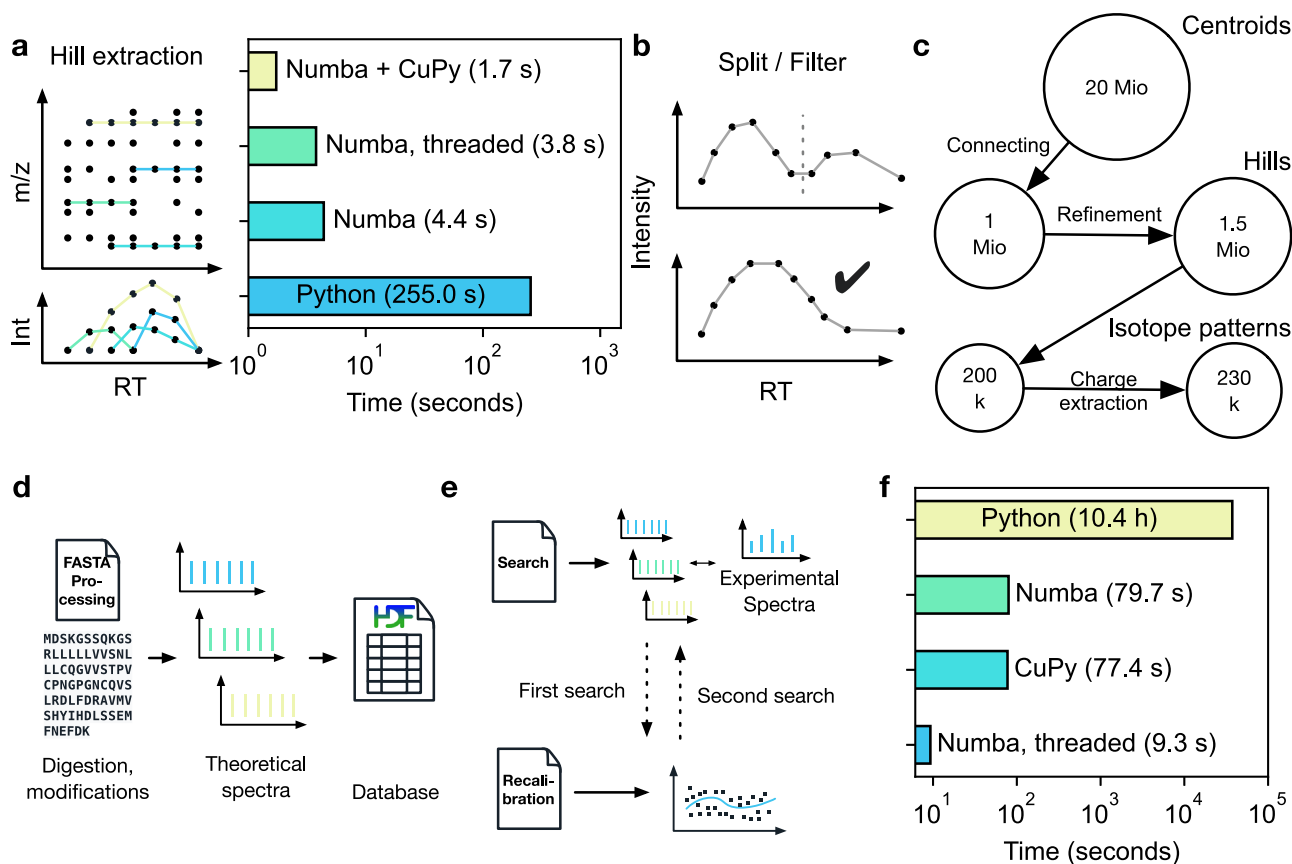 a
Hill extraction
m/z
Int
RT
Numba + CuPy (1.7 s)
Numba, threaded (3.8 s)
Numba (4.4 s)
Python (255.0 s)
10⁰
10¹
10²
10³
Time (seconds)
b
Split / Filter
Intensity
RT
c
Centroids
20 Mio
Connecting
Hills
1
Mio
Refinement
1.5
Mio
Isotope patterns
200
k
Charge
extraction
230
k
d
FASTA
Pro-
cessing
MDSKGSSQKGS
RLLLLLVVSNL
LLCQGVVSTPV
CPNGPGNCQVS
LRDLFDRAVMV
SHYIHDLSSEM
FNEFDK
HDF
Digestion,
modifications
Theoretical
spectra
Database
e
Search
Experimental
Spectra
First search
Second search
Recali-
bration
f
Python (10.4 h)
Numba (79.7 s)
CuPy (77.4 s)
Numba, threaded (9.3 s)
10¹
10²
10³
10⁴
10⁵
Time (seconds)